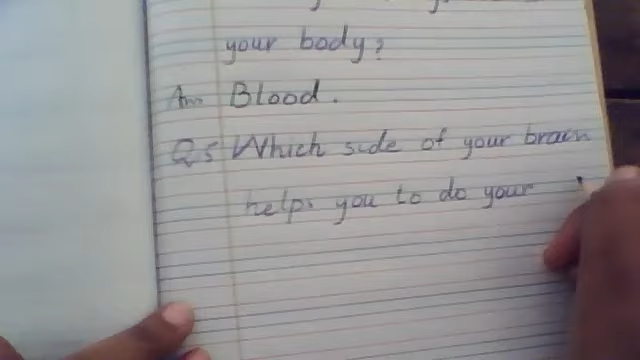 your body?
Ans Blood.
Q5 Which side of your brain
helps you to do your